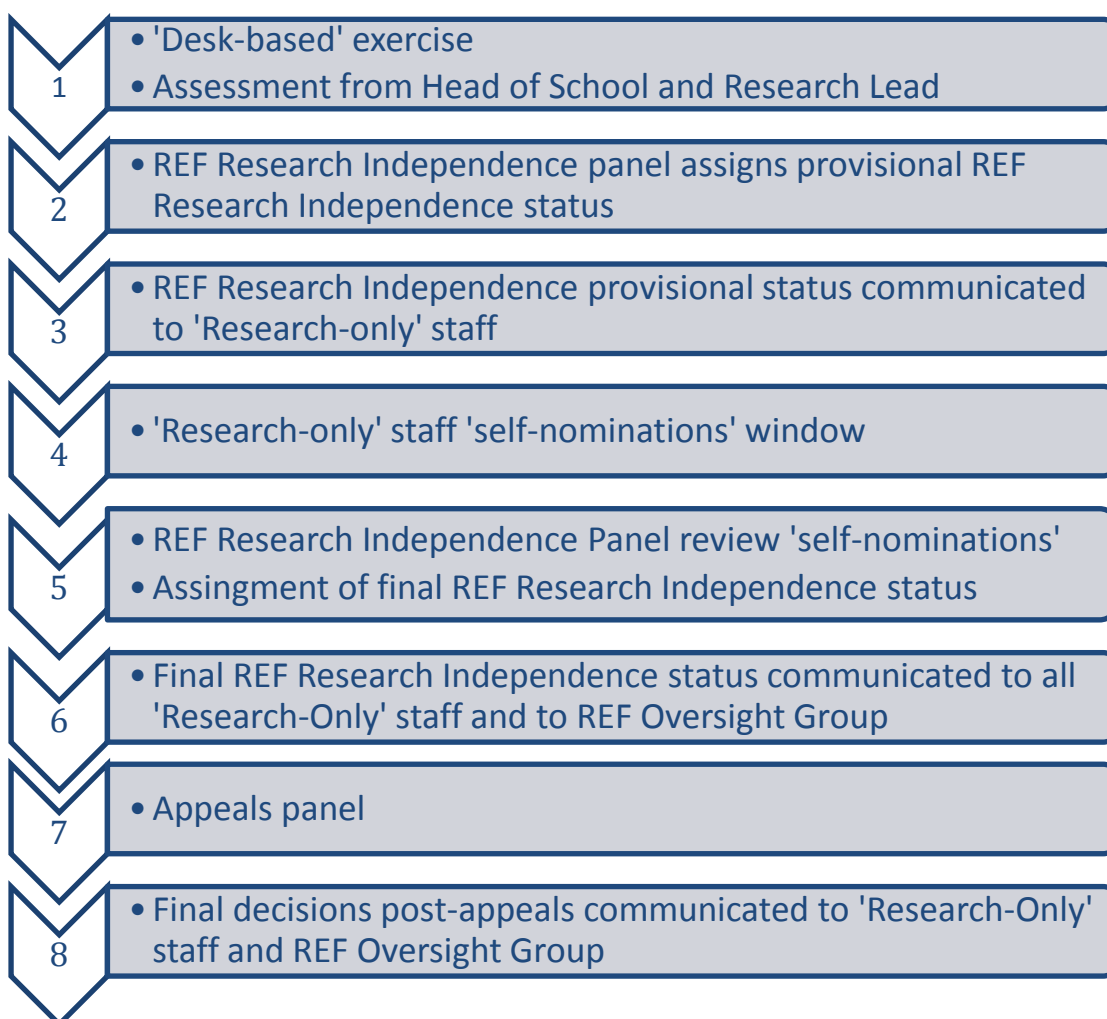 • 'Desk-based' exercise
1
• Assessment from Head of School and Research Lead
• REF Research Independence panel assigns provisional REF
2
Research Independence status
• REF Research Independence provisional status communicated
3
to 'Research-only' staff
4
• 'Research-only' staff 'self-nominations' window
• REF Research Independence Panel review 'self-nominations'
5
• Assingment of final REF Research Independence status
• Final REF Research Independence status communicated to all
6
'Research-Only' staff and to REF Oversight Group
7
• Appeals panel
• Final decisions post-appeals communicated to 'Research-Only'
8
staff and REF Oversight Group